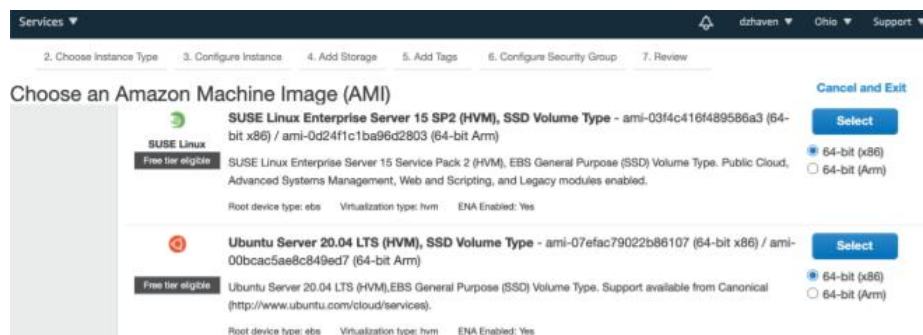 Services ▼ dzhaven ▼ Ohio ▼ Support ▼
2. Choose Instance Type 3. Configure Instance 4. Add Storage 5. Add Tags 6. Configure Security Group 7. Review
Choose an Amazon Machine Image (AMI) Cancel and Exit
SUSE Linux
Free tier eligible
SUSE Linux Enterprise Server 15 SP2 (HVM), SSD Volume Type - ami-03f4c416f489586a3 (64-
bit x86) / ami-0d24f1c1ba96d2803 (64-bit Arm)
SUSE Linux Enterprise Server 15 Service Pack 2 (HVM), EBS General Purpose (SSD) Volume Type. Public Cloud,
Advanced Systems Management, Web and Scripting, and Legacy modules enabled.
Root device type: ebs Virtualization type: hvm ENA Enabled: Yes
Select
64-bit (x86)
64-bit (Arm)
Free tier eligible
Ubuntu Server 20.04 LTS (HVM), SSD Volume Type - ami-07efac79022b86107 (64-bit x86) / ami-
00bcac5ae8c849ed7 (64-bit Arm)
Ubuntu Server 20.04 LTS (HVM),EBS General Purpose (SSD) Volume Type. Support available from Canonical
(http://www.ubuntu.com/cloud/services).
Root device type: ebs Virtualization type: hvm ENA Enabled: Yes
Select
64-bit (x86)
64-bit (Arm)